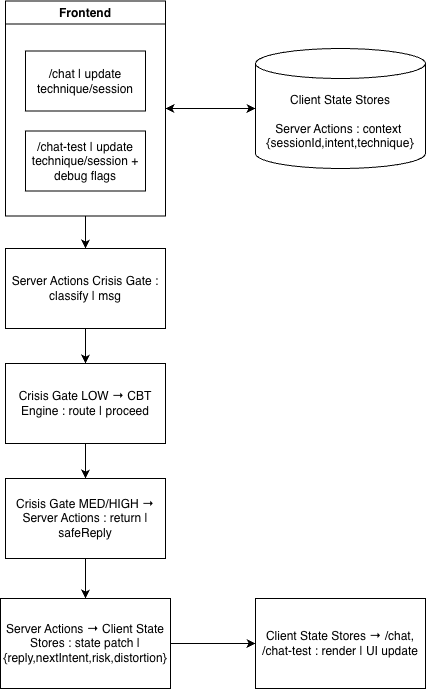 Frontend
/chat | update
technique/session
/chat-test | update
technique/session +
debug flags
Client State Stores
Server Actions : context
{sessionId,intent,technique}
Server Actions Crisis Gate :
classify | msg
Crisis Gate LOW → CBT
Engine : route | proceed
Crisis Gate MED/HIGH →
Server Actions : return |
safeReply
Server Actions → Client State
Stores : state patch |
{reply,nextIntent,risk,distortion}
Client State Stores → /chat,
/chat-test : render | UI update